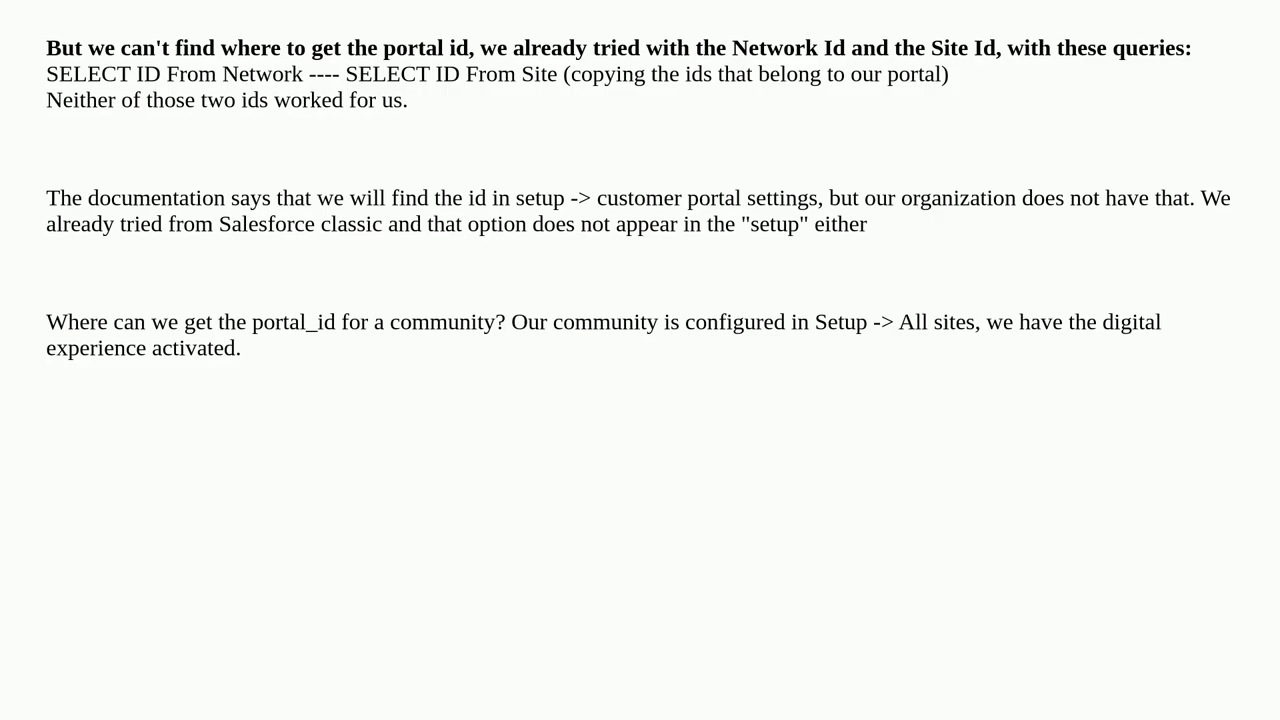 But we can't find where to get the portal id, we already tried with the Network Id and the Site Id, with these queries:
SELECT ID From Network ---- SELECT ID From Site (copying the ids that belong to our portal)
Neither of those two ids worked for us.
The documentation says that we will find the id in setup -> customer portal settings, but our organization does not have that. We
already tried from Salesforce classic and that option does not appear in the "setup" either
Where can we get the portal_id for a community? Our community is configured in Setup -> All sites, we have the digital
experience activated.